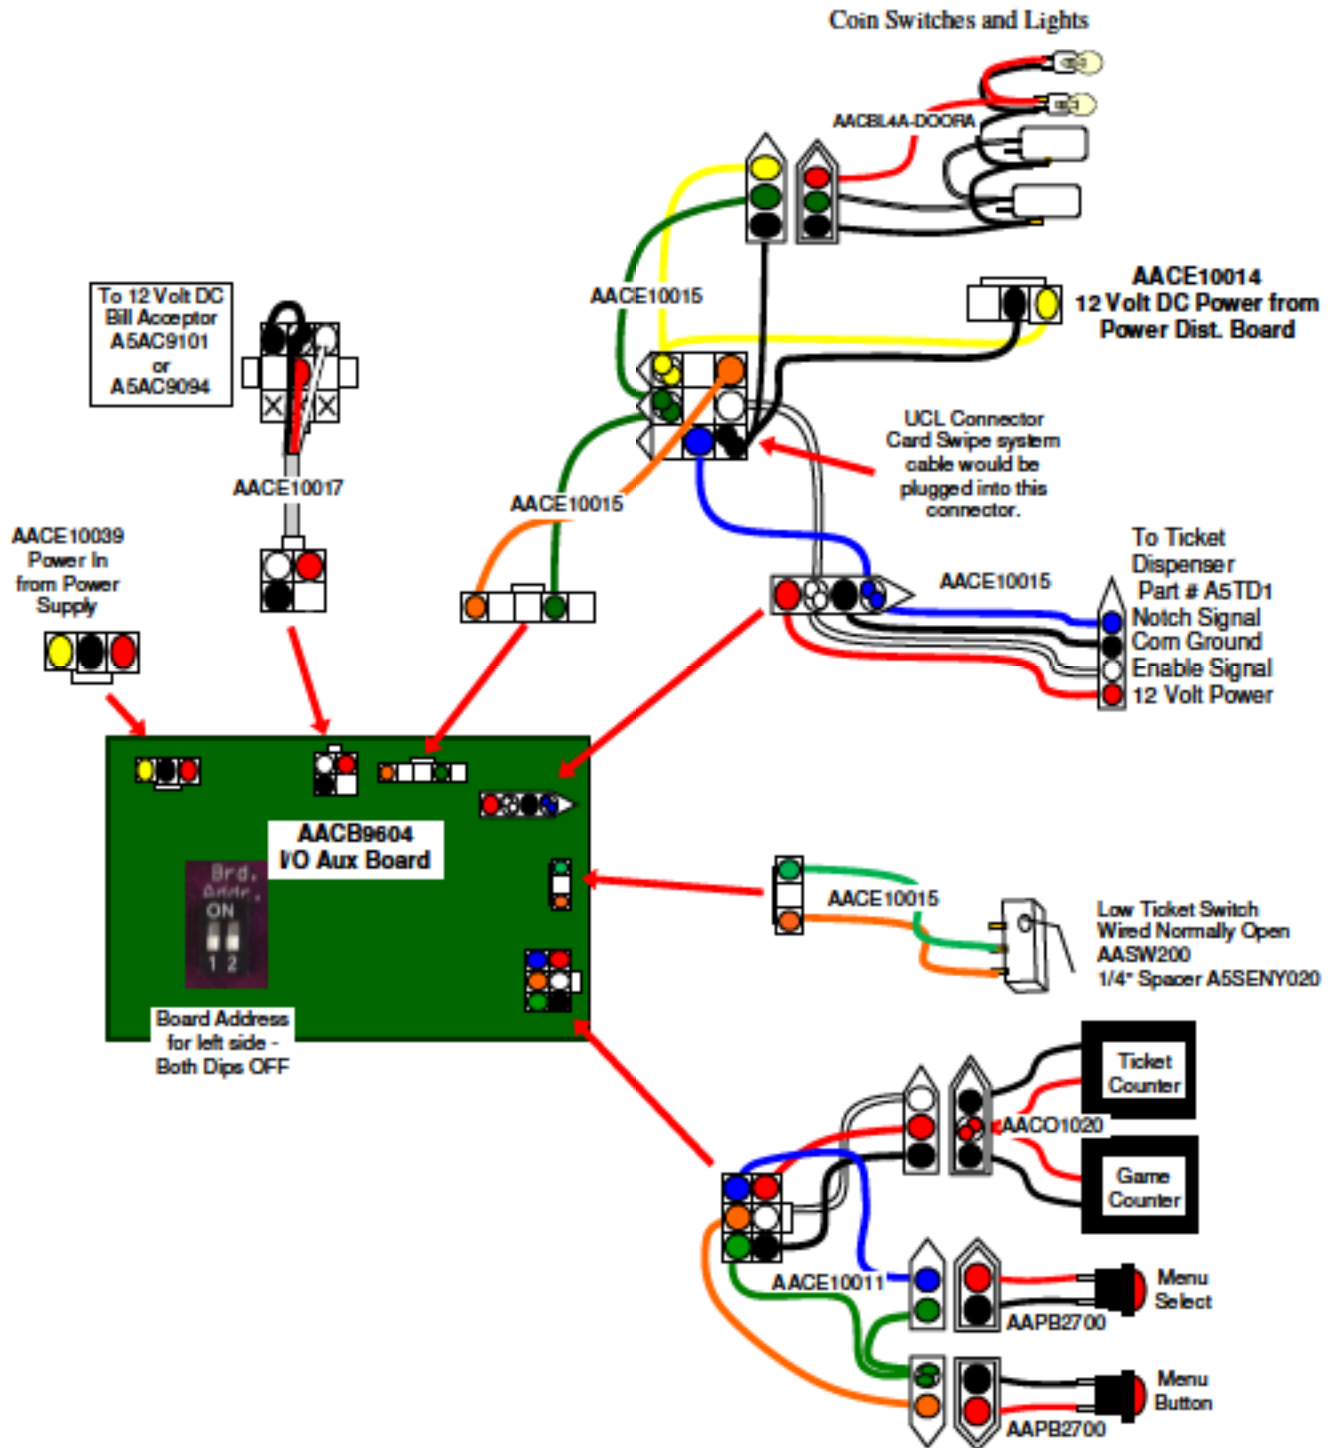 Coin Switches and Lights
AACBL4A-DOORA
AACE10014
12 Volt DC Power from
Power Dist. Board
AACE10015
To 12 Volt DC
Bill Acceptor
A5AC9101
or
A5AC9094
UCL Connector
Card Swipe system
cable would be
plugged into this
connector.
AACE10017
AACE10015
AACE10039
Power In
from Power
Supply
To Ticket
Dispenser
Part # A5TD1
AACE10015
Notch Signal
Com Ground
Enable Signal
12 Volt Power
AACB9604
I/O Aux Board
Brd.
Addr.
ON
1 2
Board Address
for left side -
Both Dips OFF
AACE10015
Low Ticket Switch
Wired Normally Open
AASW200
1/4" Spacer A5SENY020
Ticket
Counter
AACO1020
Game
Counter
AACE10011
Menu
Select
AAPB2700
Menu
Button
AAPB2700